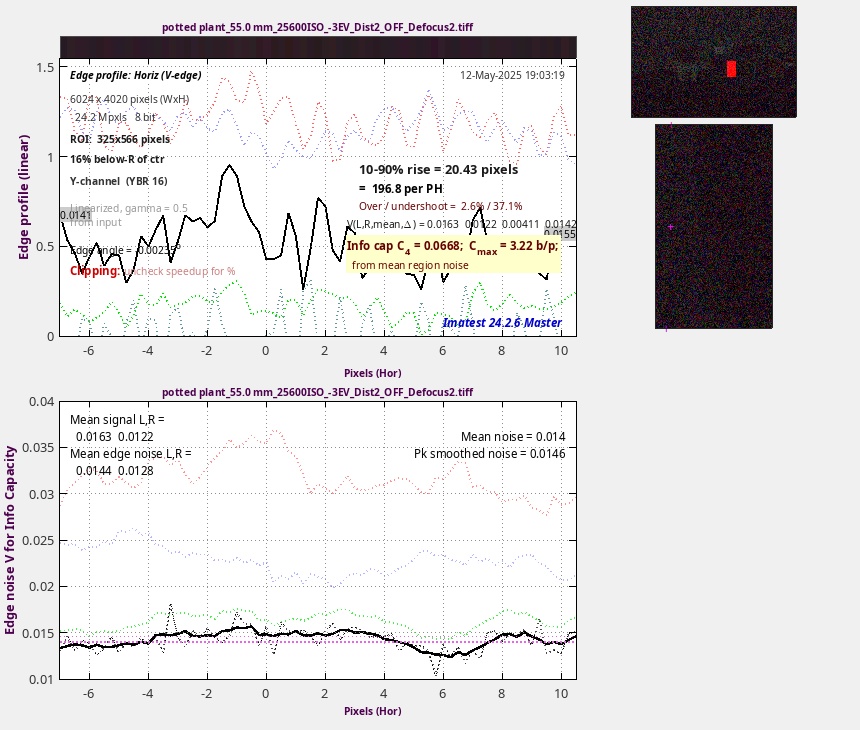 potted plant_55.0 mm_25600ISO_-3EV_Dist2_OFF_Defocus2.tiff
Edge profile (linear)
1.5
1
0.5
0
Edge profile: Horiz (V-edge)
12-May-2025 19:03:19
6024 x 4020 pixels (WxH)
24.2 Mpxls 8 bit
ROI: 325x566 pixels
16% below-R of ctr
Y-channel (YBR 16)
Linearized, gamma = 0.5
from input
0.0141
Edge angle = -0.00235°
Clipping: uncheck speedup for %
10-90% rise = 20.43 pixels
= 196.8 per PH
Over / undershoot = 2.6% / 37.1%
V(L,R,mean,Δ) = 0.0163 0.0122 0.00411 0.0142
0.0155
Info cap C4 = 0.0668; Cmax = 3.22 b/p;
from mean region noise
Imatest 24.2.6 Master
-6 -4 -2 0 2 4 6 8 10
Pixels (Hor)
potted plant_55.0 mm_25600ISO_-3EV_Dist2_OFF_Defocus2.tiff
Edge noise V for Info Capacity
0.04
0.035
0.03
0.025
0.02
0.015
0.01
Mean signal L,R =
0.0163 0.0122
Mean edge noise L,R =
0.0144 0.0128
Mean noise = 0.014
Pk smoothed noise = 0.0146
-6 -4 -2 0 2 4 6 8 10
Pixels (Hor)